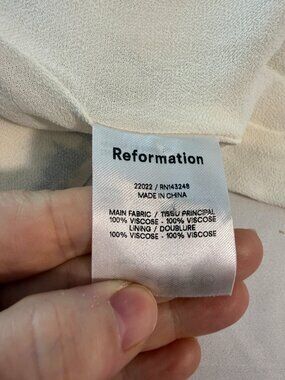 Reformation
22022 / RN143248
MADE IN CHINA
MAIN FABRIC / TISSU PRINCIPAL
100% VISCOSE - 100% VISCOSE
LINING / DOUBLURE
100% VISCOSE - 100% VISCOSE